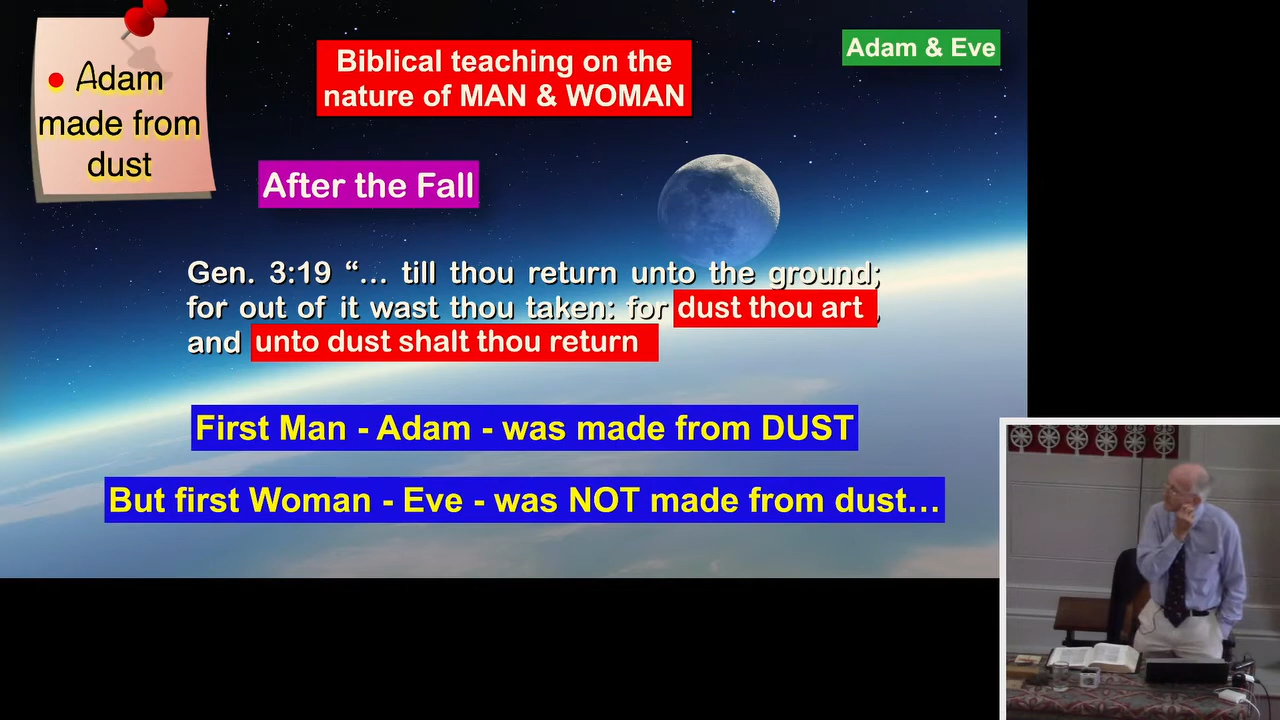 • Adam
made from
dust
Biblical teaching on the
nature of MAN & WOMAN
Adam & Eve
After the Fall
Gen. 3:19 “... till thou return unto the ground;
for out of it wast thou taken: for dust thou art ,
and unto dust shalt thou return
First Man - Adam - was made from DUST
But first Woman - Eve - was NOT made from dust...